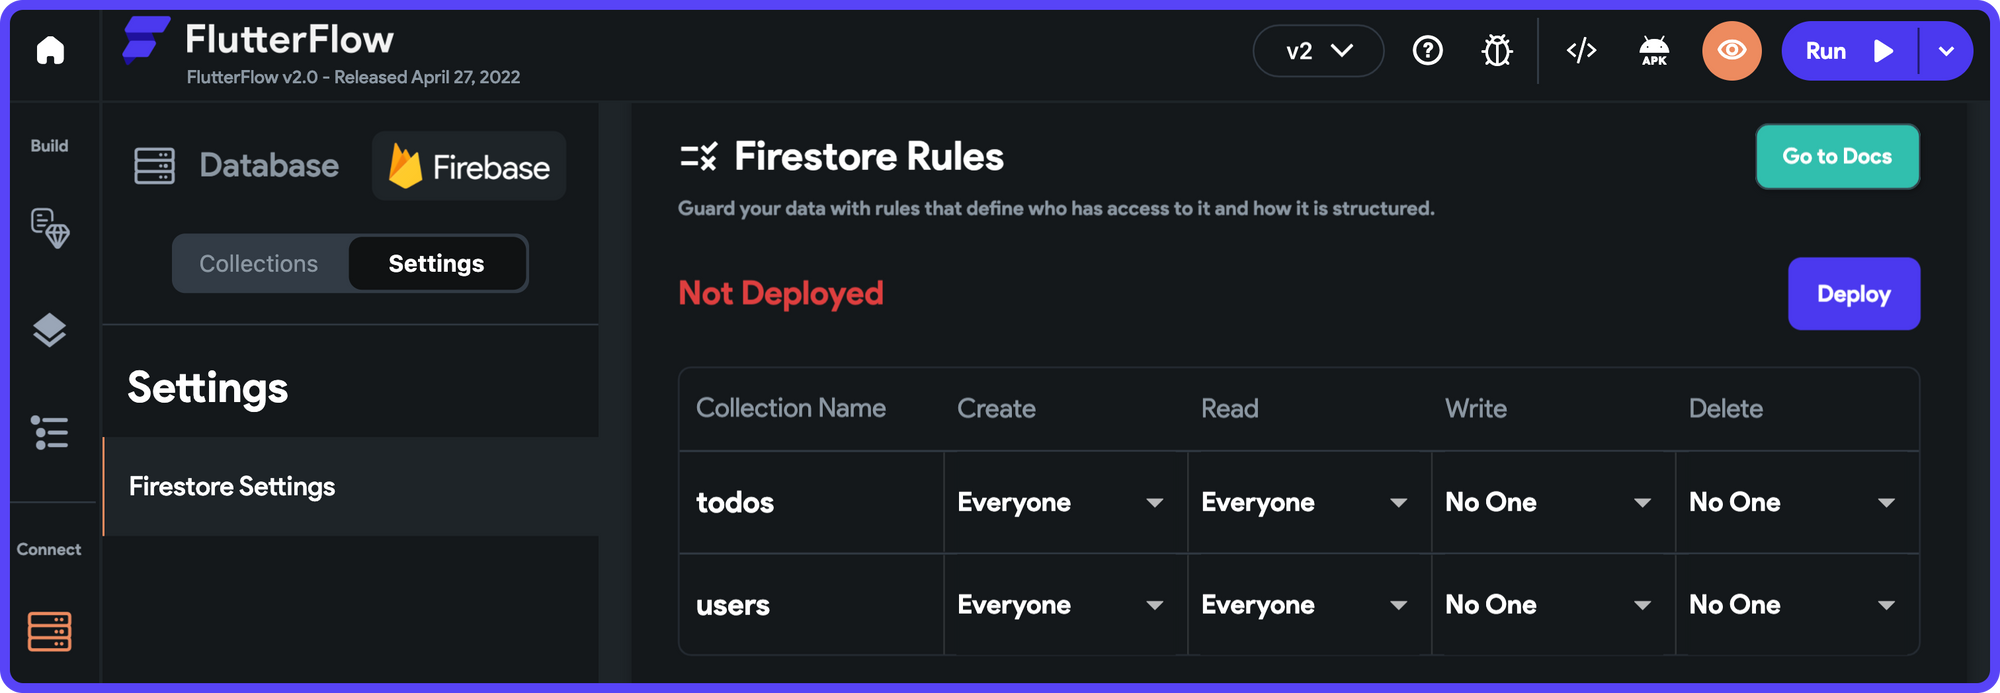 FlutterFlow
FlutterFlow v2.0 - Released April 27, 2022
v2
APK
Run
Build
Connect
Database
Firebase
Collections
Settings
Settings
Firestore Settings
Firestore Rules
Go to Docs
Guard your data with rules that define who has access to it and how it is structured.
Not Deployed
Deploy
Collection Name Create Read Write Delete
todos Everyone Everyone No One No One
users Everyone Everyone No One No One